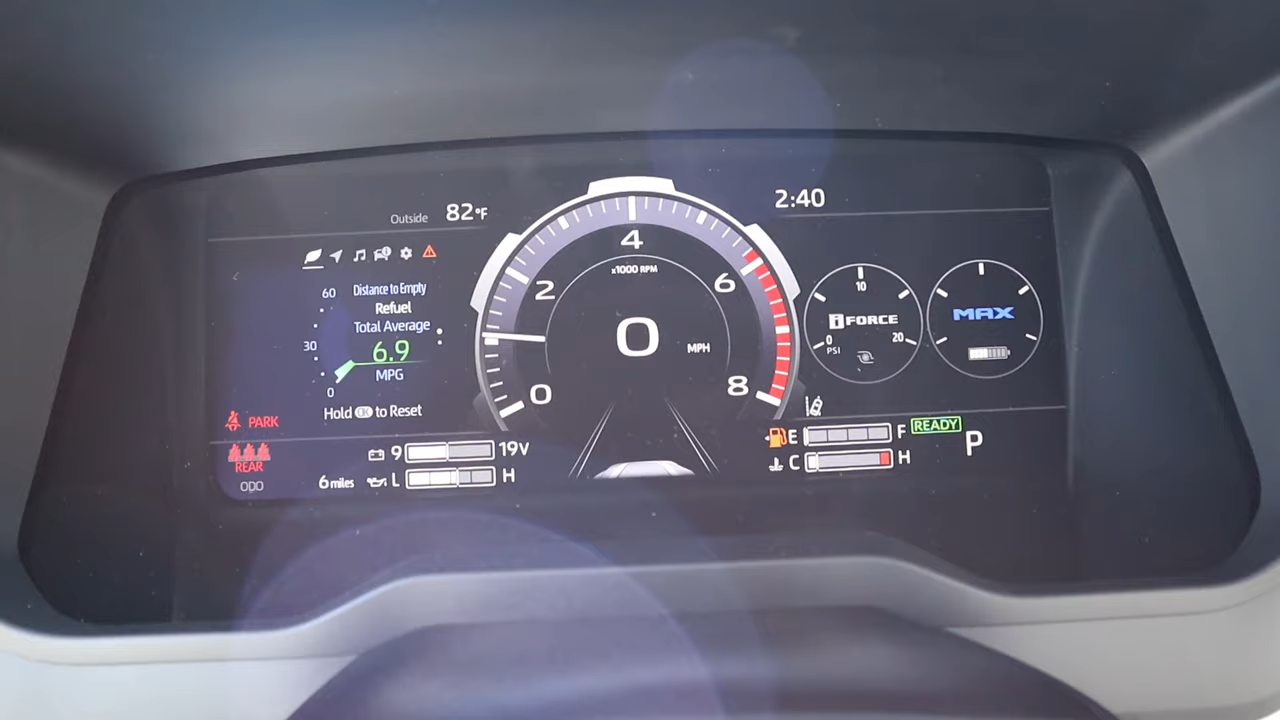 Outside 82°F
2:40
60
30
0
Distance to Empty
Refuel
Total Average
6.9
MPG
Hold OK to Reset
PARK
REAR
ODO
6 miles
9 19V
L H
0
2
4
6
8
x1000 RPM
0 MPH
10
i FORCE
0 20
PSI
MAX
E F
C H
READY
P